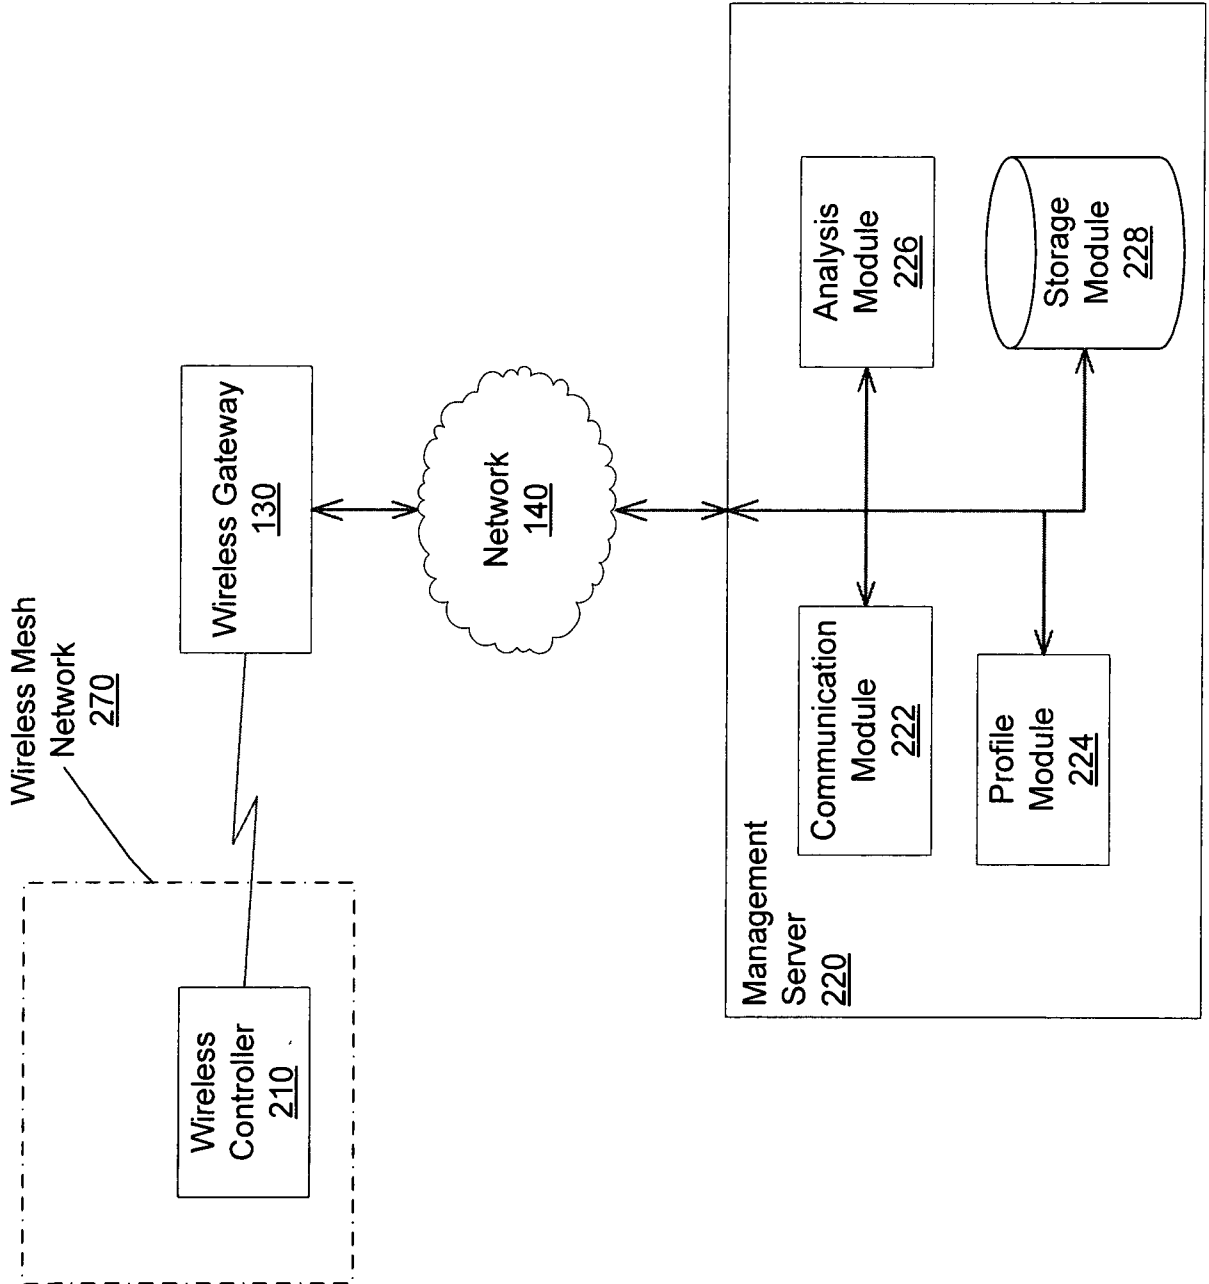 Wireless Mesh
Network
270
Wireless
Controller
210
Wireless Gateway
130
Network
140
Management
Server
220
Communication
Module
222
Analysis
Module
226
Profile
Module
224
Storage
Module
228